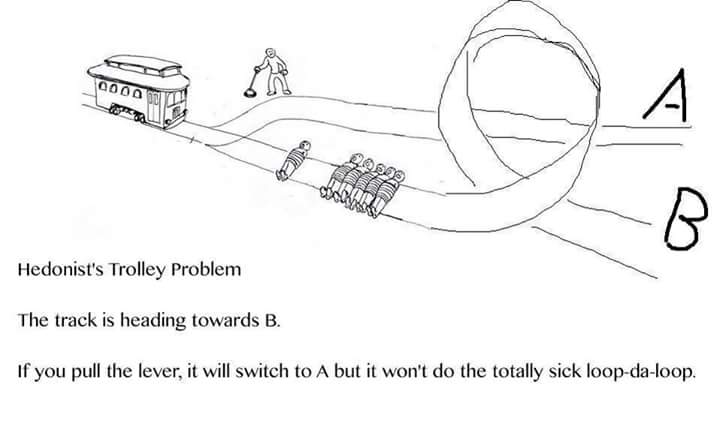 A
B
Hedonist's Trolley Problem
The track is heading towards B.
If you pull the lever, it will switch to A but it won't do the totally sick loop-da-loop.